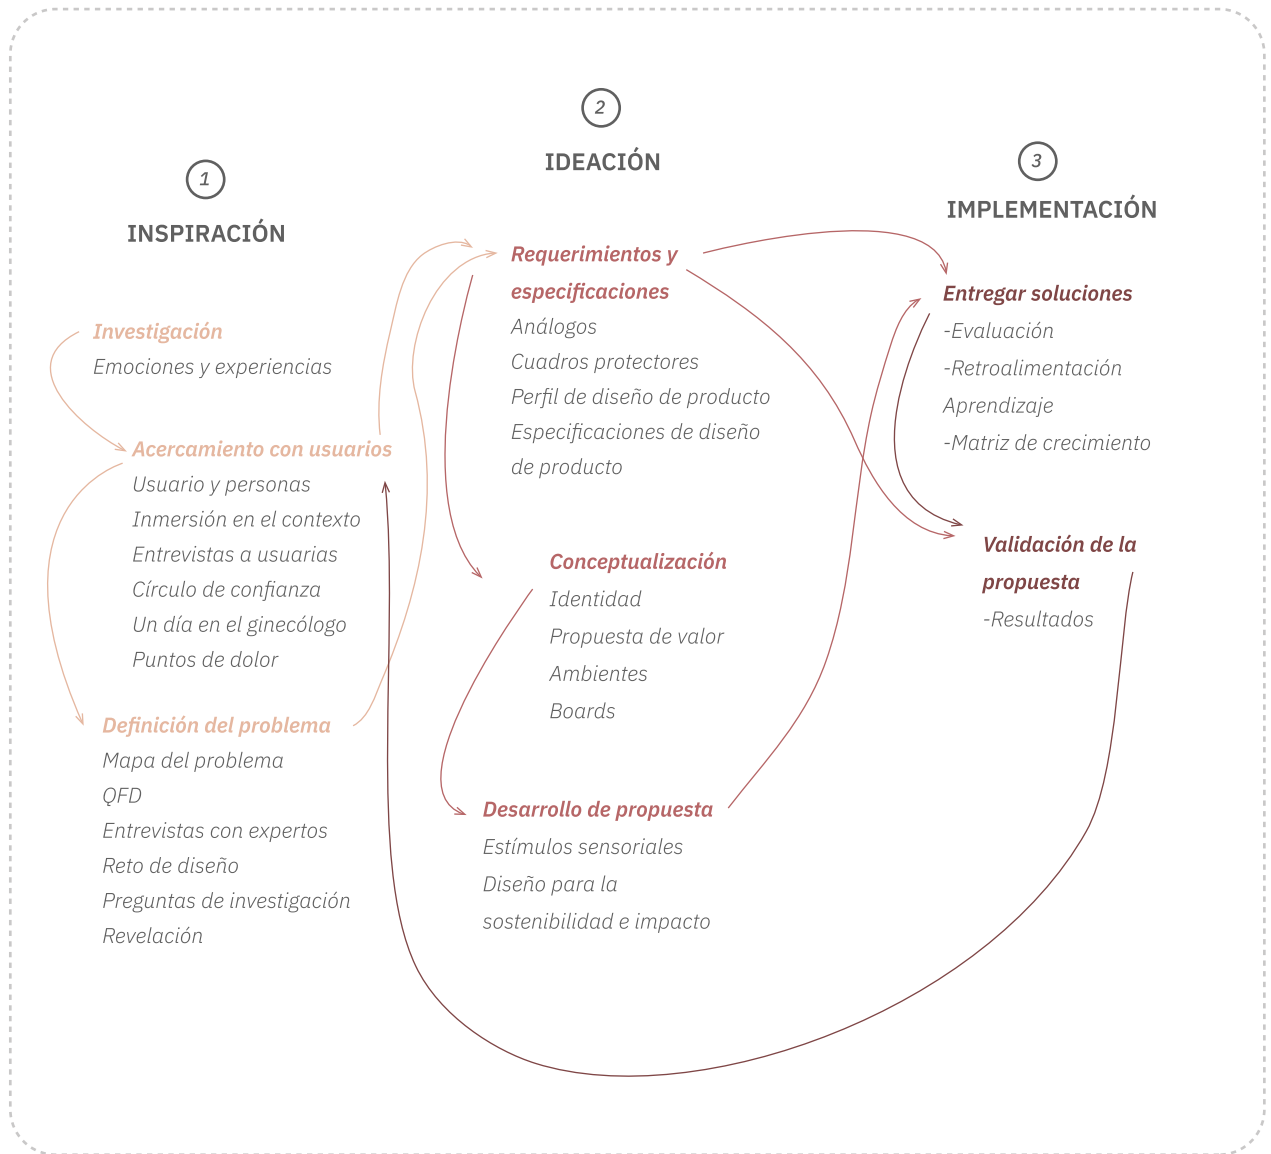 1
INSPIRACIÓN
Investigación
Emociones y experiencias
Acercamiento con usuarios
Usuario y personas
Inmersión en el contexto
Entrevistas a usuarias
Círculo de confianza
Un día en el ginecólogo
Puntos de dolor
Definición del problema
Mapa del problema
QFD
Entrevistas con expertos
Reto de diseño
Preguntas de investigación
Revelación
2
IDEACIÓN
Requerimientos y
especificaciones
Análogos
Cuadros protectores
Perfil de diseño de producto
Especificaciones de diseño
de producto
Conceptualización
Identidad
Propuesta de valor
Ambientes
Boards
Desarrollo de propuesta
Estímulos sensoriales
Diseño para la
sostenibilidad e impacto
3
IMPLEMENTACIÓN
Entregar soluciones
-Evaluación
-Retroalimentación
Aprendizaje
-Matriz de crecimiento
Validación de la
propuesta
-Resultados